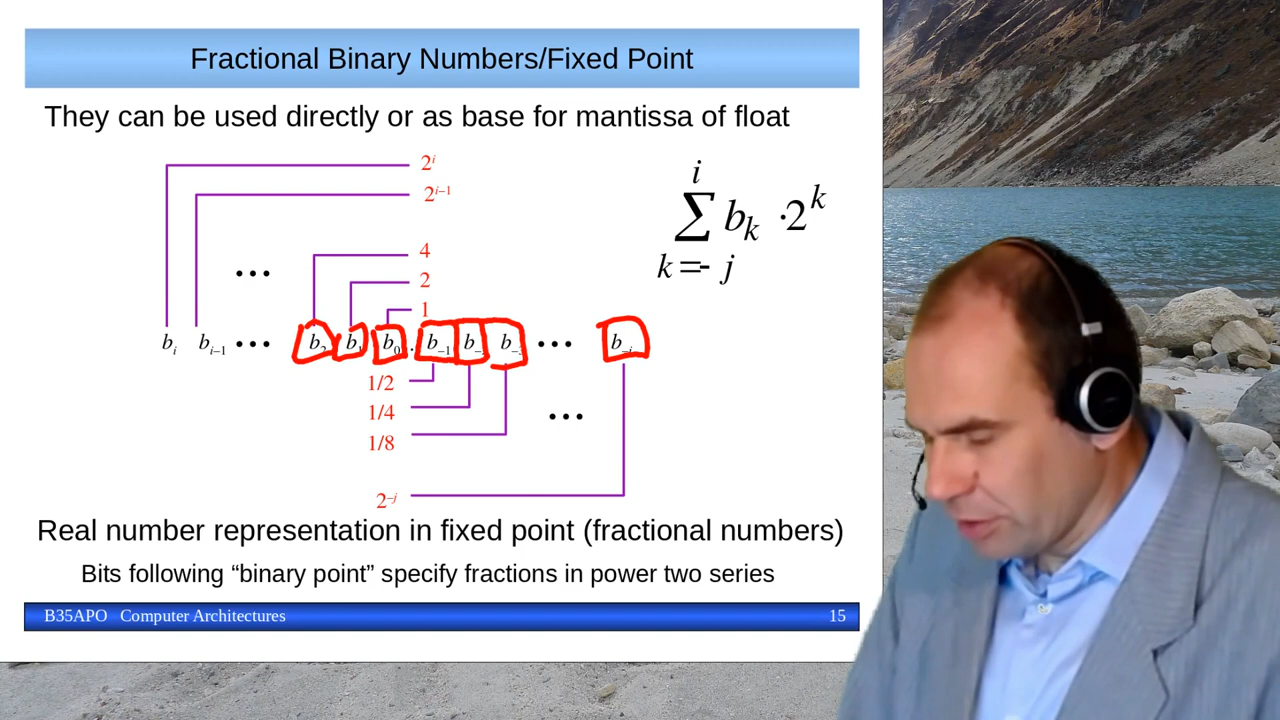 Fractional Binary Numbers/Fixed Point
They can be used directly or as base for mantissa of float
2^i
2^{i–1}
4
2
1
b_i b_{i–1} ••• b_2 b_1 b_0 . b_{–1} b_– b_– ••• b_–
1/2
1/4
1/8
2^{–j}
i
∑ b_k ·2^k
k=- j
Real number representation in fixed point (fractional numbers)
Bits following “binary point” specify fractions in power two series
B35APO Computer Architectures 15